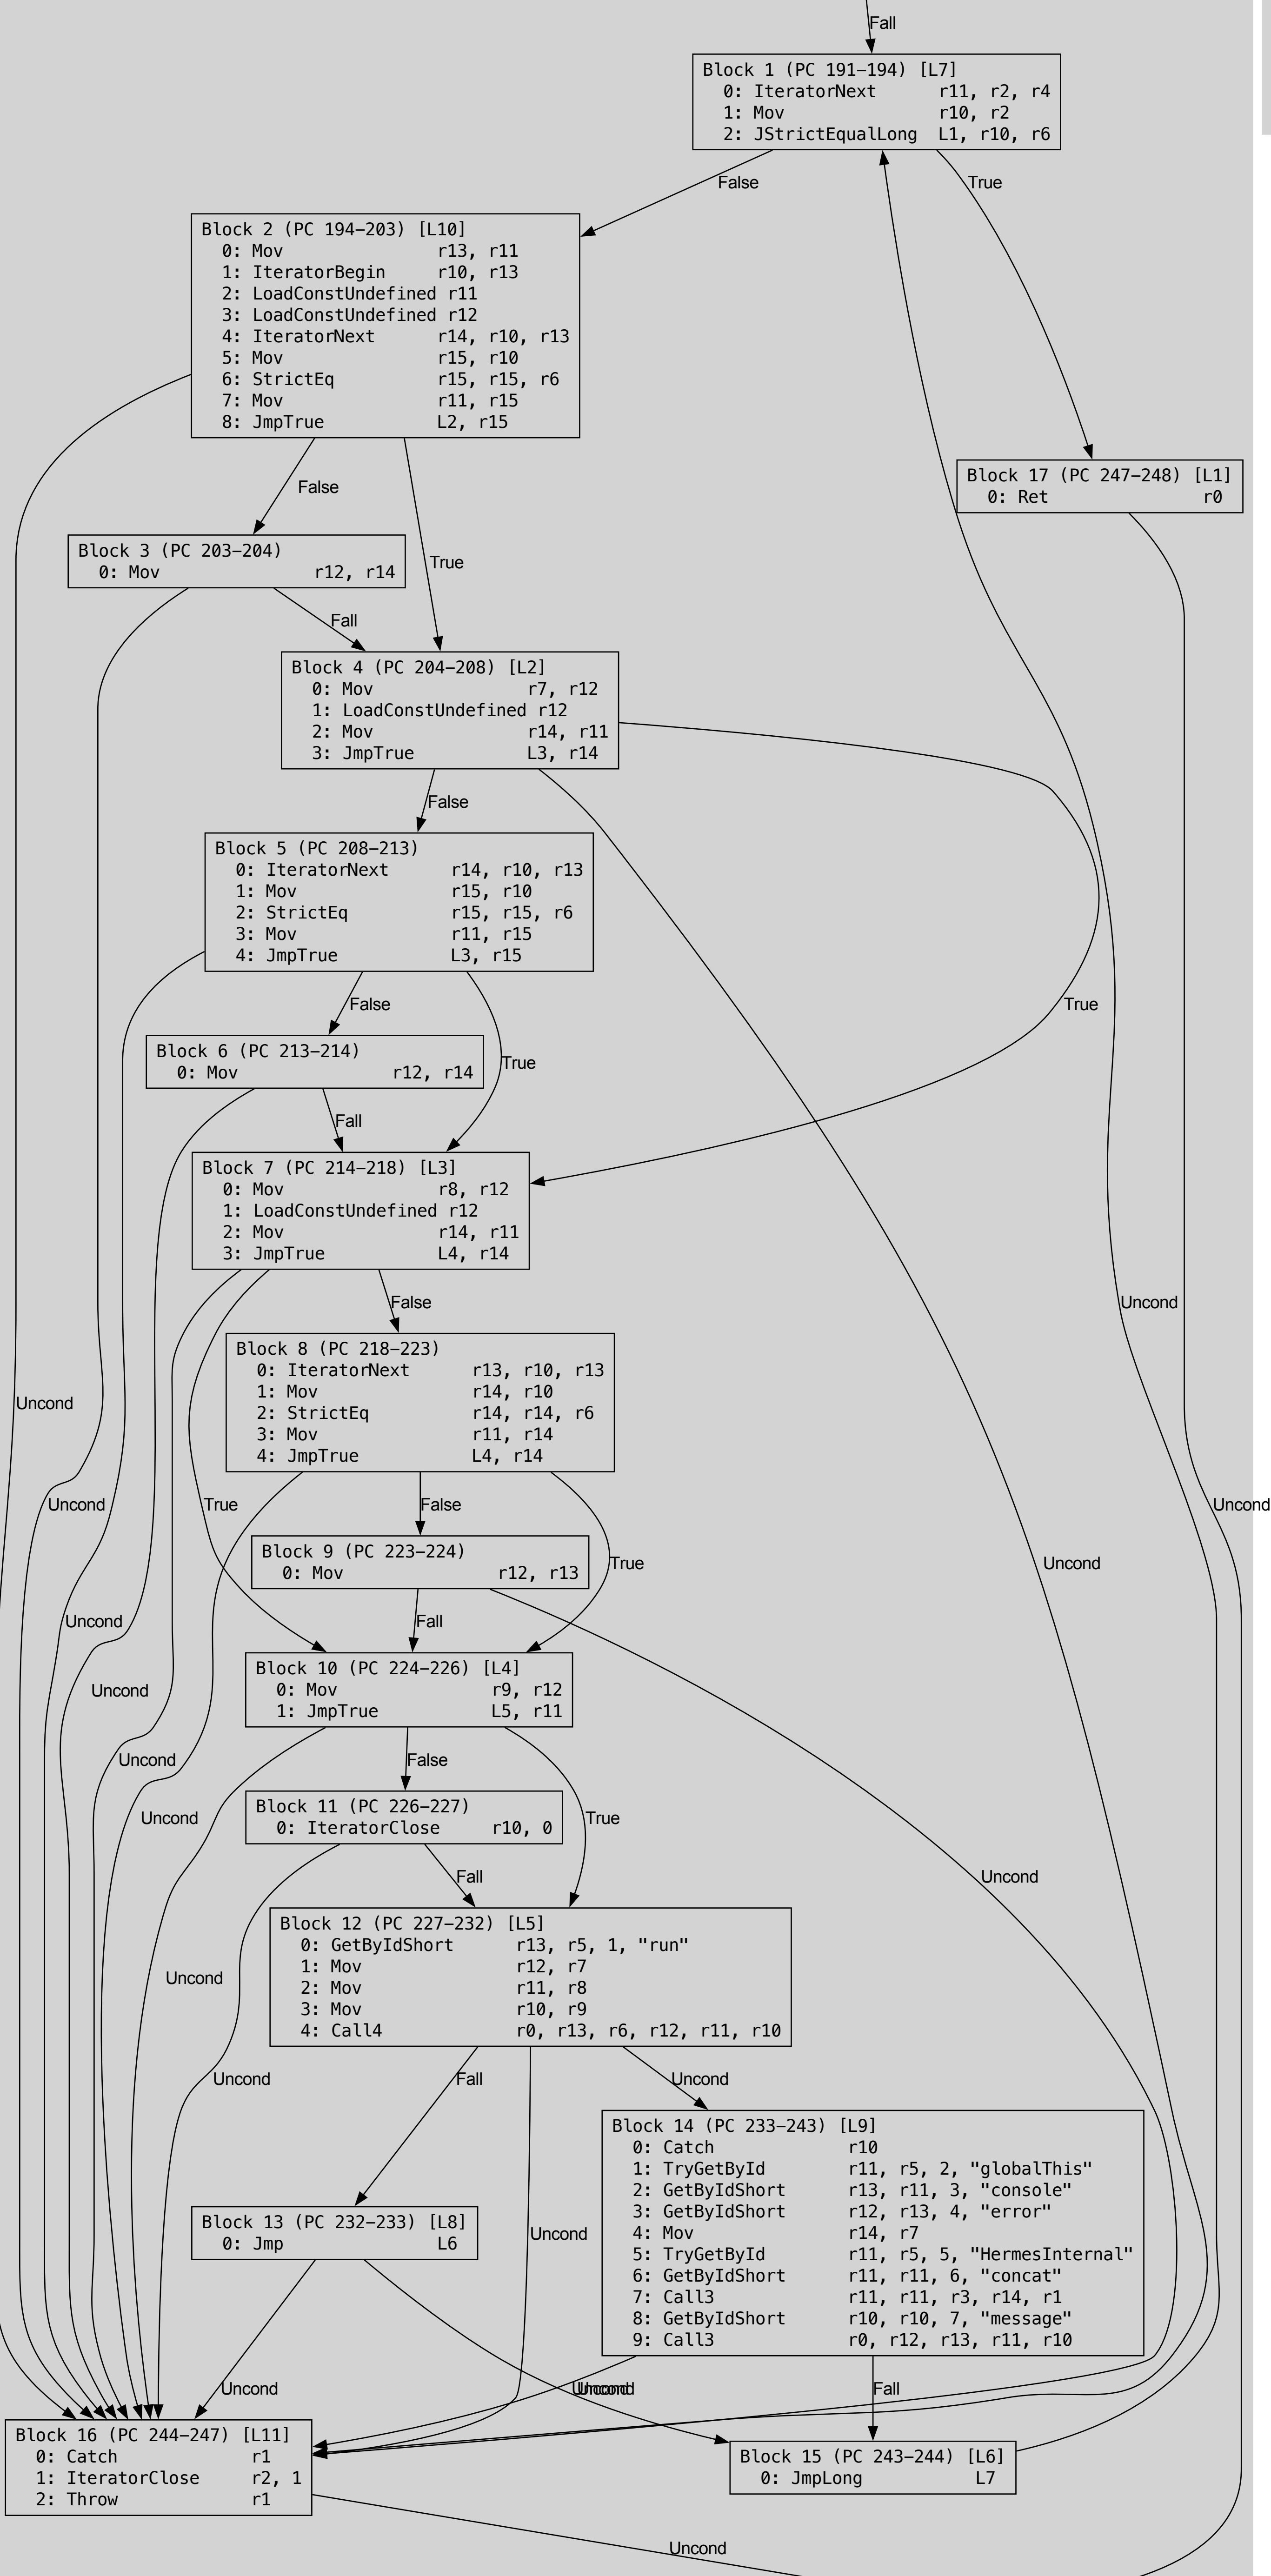 Fall
Block 1 (PC 191–194) [L7]
0: IteratorNext r11, r2, r4
1: Mov r10, r2
2: JStrictEqualLong L1, r10, r6
False
True
Block 2 (PC 194–203) [L10]
0: Mov r13, r11
1: IteratorBegin r10, r13
2: LoadConstUndefined r11
3: LoadConstUndefined r12
4: IteratorNext r14, r10, r13
5: Mov r15, r10
6: StrictEq r15, r15, r6
7: Mov r11, r15
8: JmpTrue L2, r15
Block 17 (PC 247–248) [L1]
0: Ret r0
False
True
Block 3 (PC 203–204)
0: Mov r12, r14
Fall
Block 4 (PC 204–208) [L2]
0: Mov r7, r12
1: LoadConstUndefined r12
2: Mov r14, r11
3: JmpTrue L3, r14
False
Block 5 (PC 208–213)
0: IteratorNext r14, r10, r13
1: Mov r15, r10
2: StrictEq r15, r15, r6
3: Mov r11, r15
4: JmpTrue L3, r15
False
True
True
Block 6 (PC 213–214)
0: Mov r12, r14
Fall
Block 7 (PC 214–218) [L3]
0: Mov r8, r12
1: LoadConstUndefined r12
2: Mov r14, r11
3: JmpTrue L4, r14
False
Uncond
Block 8 (PC 218–223)
0: IteratorNext r13, r10, r13
1: Mov r14, r10
2: StrictEq r14, r14, r6
3: Mov r11, r14
4: JmpTrue L4, r14
Uncond
Uncond
True
False
Uncond
Block 9 (PC 223–224)
0: Mov r12, r13
True
Uncond
Uncond
Fall
Block 10 (PC 224–226) [L4]
0: Mov r9, r12
1: JmpTrue L5, r11
Uncond
Uncond
False
Block 11 (PC 226–227)
0: IteratorClose r10, 0
Uncond
True
Fall
Uncond
Block 12 (PC 227–232) [L5]
0: GetByIdShort r13, r5, 1, "run"
1: Mov r12, r7
2: Mov r11, r8
3: Mov r10, r9
4: Call4 r0, r13, r6, r12, r11, r10
Uncond
Uncond
Fall
Uncond
Block 14 (PC 233–243) [L9]
0: Catch r10
1: TryGetById r11, r5, 2, "globalThis"
2: GetByIdShort r13, r11, 3, "console"
3: GetByIdShort r12, r13, 4, "error"
4: Mov r14, r7
5: TryGetById r11, r5, 5, "HermesInternal"
6: GetByIdShort r11, r11, 6, "concat"
7: Call3 r11, r11, r3, r14, r1
8: GetByIdShort r10, r10, 7, "message"
9: Call3 r0, r12, r13, r11, r10
Block 13 (PC 232–233) [L8]
0: Jmp L6
Uncond
Uncond
Uncond
Uncond
Fall
Block 16 (PC 244–247) [L11]
0: Catch r1
1: IteratorClose r2, 1
2: Throw r1
Block 15 (PC 243–244) [L6]
0: JmpLong L7
Uncond